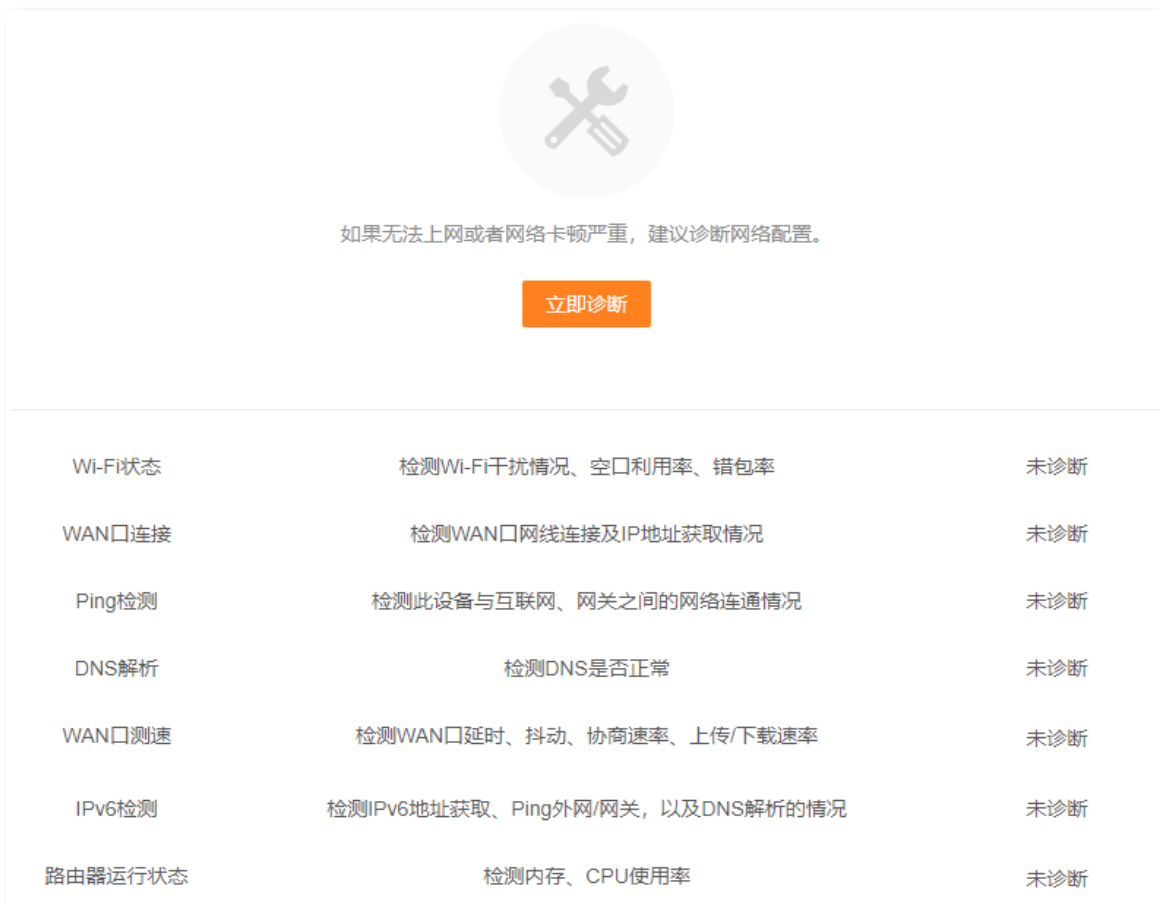 如果无法上网或者网络卡顿严重，建议诊断网络配置。
立即诊断
Wi-Fi状态 检测Wi-Fi干扰情况、空口利用率、错包率 未诊断
WAN口连接 检测WAN口网线连接及IP地址获取情况 未诊断
Ping检测 检测此设备与互联网、网关之间的网络连通情况 未诊断
DNS解析 检测DNS是否正常 未诊断
WAN口测速 检测WAN口延时、抖动、协商速率、上传/下载速率 未诊断
IPv6检测 检测IPv6地址获取、Ping外网/网关，以及DNS解析的情况 未诊断
路由器运行状态 检测内存、CPU使用率 未诊断